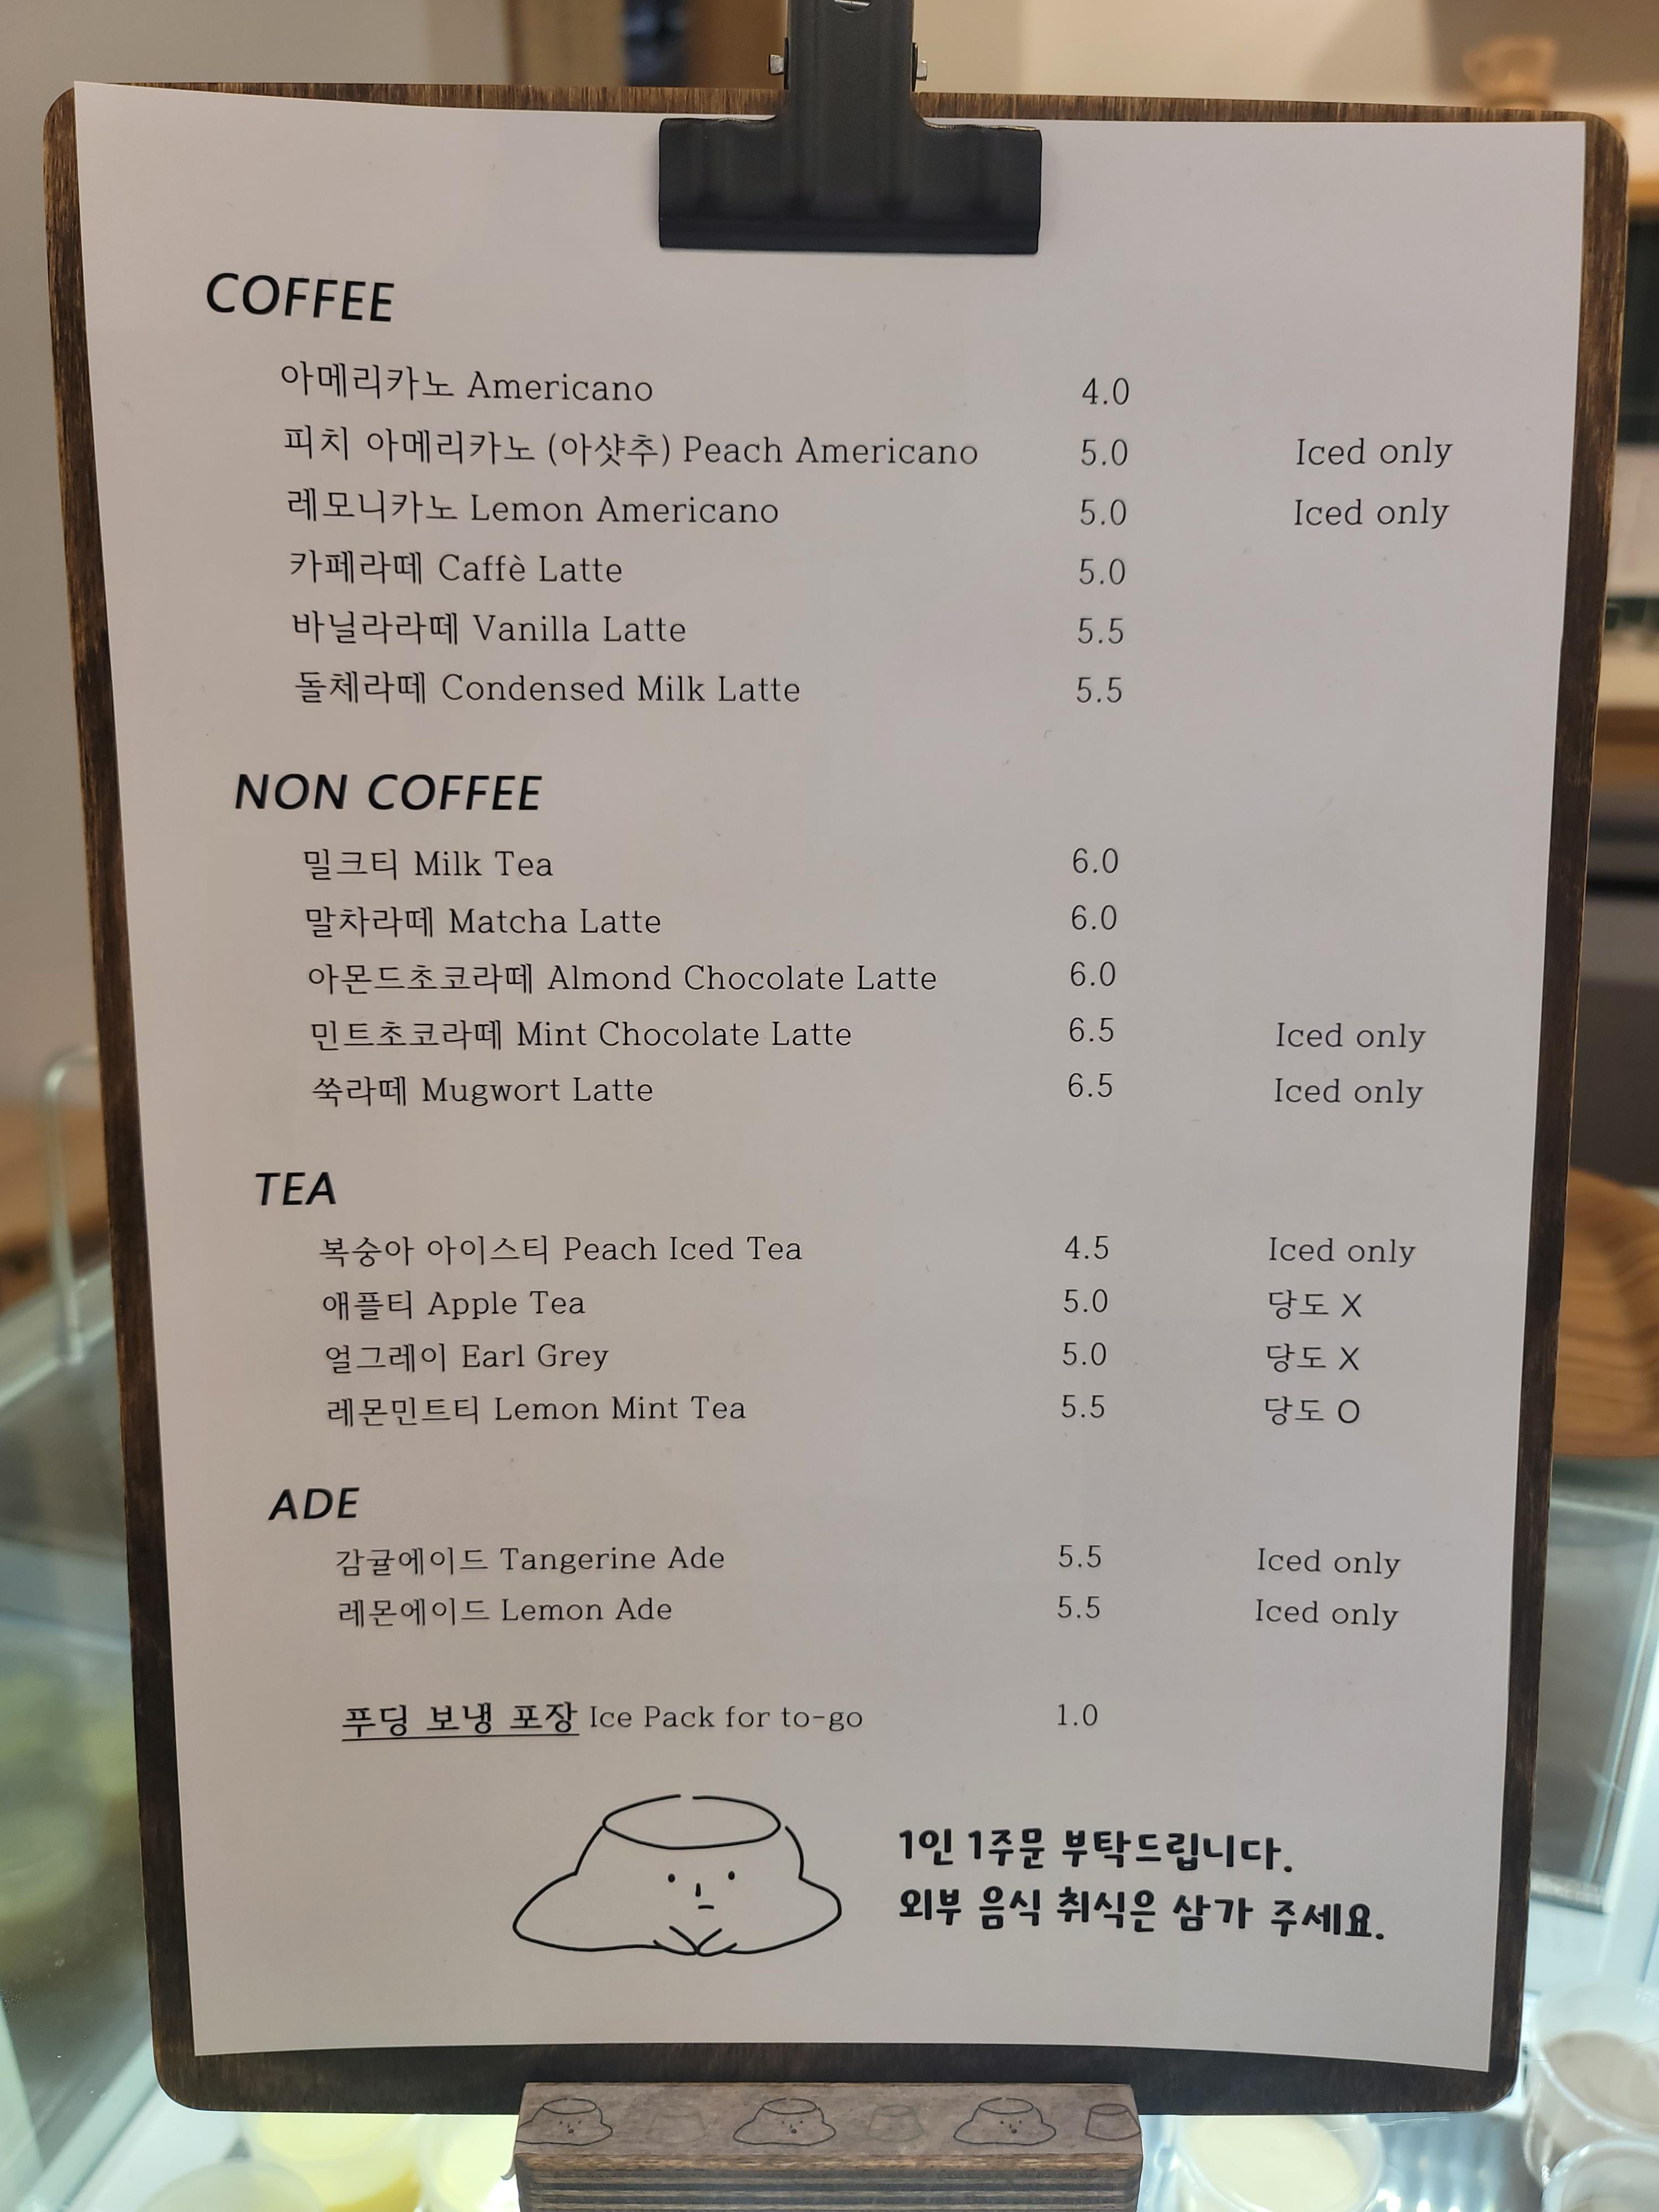 COFFEE
아메리카노 Americano 4.0
피치 아메리카노 (아샷추) Peach Americano 5.0 Iced only
레모니카노 Lemon Americano 5.0 Iced only
카페라떼 Caffè Latte 5.0
바닐라라떼 Vanilla Latte 5.5
돌체라떼 Condensed Milk Latte 5.5
NON COFFEE
밀크티 Milk Tea 6.0
말차라떼 Matcha Latte 6.0
아몬드초코라떼 Almond Chocolate Latte 6.0
민트초코라떼 Mint Chocolate Latte 6.5 Iced only
쑥라떼 Mugwort Latte 6.5 Iced only
TEA
복숭아 아이스티 Peach Iced Tea 4.5 Iced only
애플티 Apple Tea 5.0 당도 X
얼그레이 Earl Grey 5.0 당도 X
레몬민트티 Lemon Mint Tea 5.5 당도 O
ADE
감귤에이드 Tangerine Ade 5.5 Iced only
레몬에이드 Lemon Ade 5.5 Iced only
푸딩 보냉 포장 Ice Pack for to-go 1.0
1인 1주문 부탁드립니다.
외부 음식 취식은 삼가 주세요.